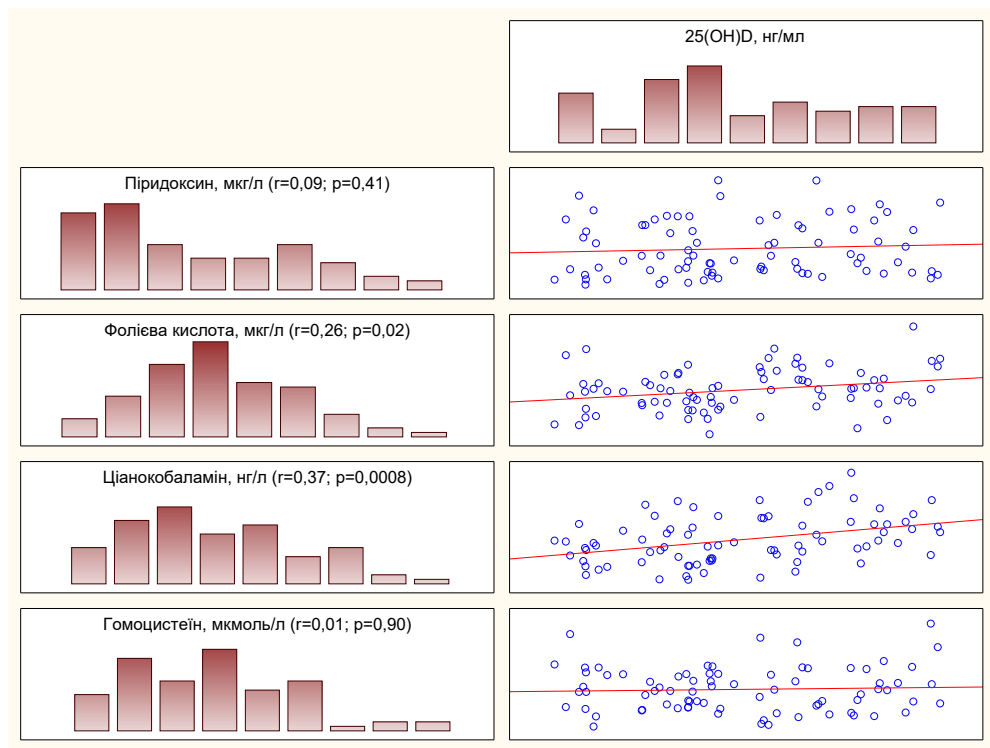 25(OH)D, нг/мл
Піридоксин, мкг/л (r=0,09; p=0,41)
Фолієва кислота, мкг/л (r=0,26; p=0,02)
Ціанокобаламін, нг/л (r=0,37; p=0,0008)
Гомоцистеїн, мкмоль/л (r=0,01; p=0,90)